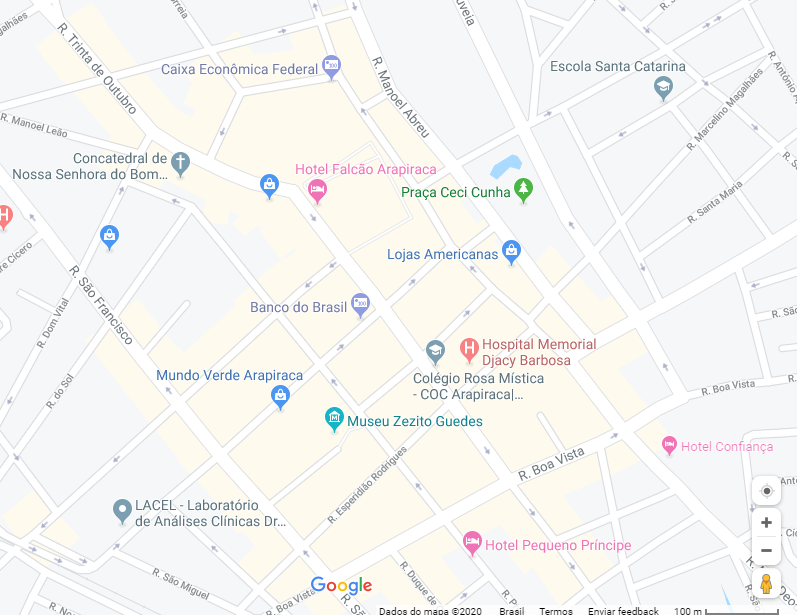 R. Trinta de Outubro
Caixa Econômica Federal
R. Manoel Abreu
Escola Santa Catarina
R. Marcelino Magalhães
R. Manoel Leão
Concatedral de
Nossa Senhora do Bom...
Hotel Falcão Arapiraca
Praça Ceci Cunha
R. Santa Maria
H
Lojas Americanas
R. São Francisco
R. Dom Vital
Banco do Brasil
H
Hospital Memorial
Djacy Barbosa
Colégio Rosa Mística
- COC Arapiraca|...
Mundo Verde Arapiraca
R. do Sol
R. Boa Vista
Museu Zezito Guedes
Hotel Confiança
R. Boa Vista
R. Esperidião Rodrigues
LACEL - Laboratório
de Análises Clínicas Dr...
Hotel Pequeno Príncipe
R. São Miguel
R. Boa Vista
Google
Dados do mapa ©2020 Brasil Termos Enviar feedback 100 m